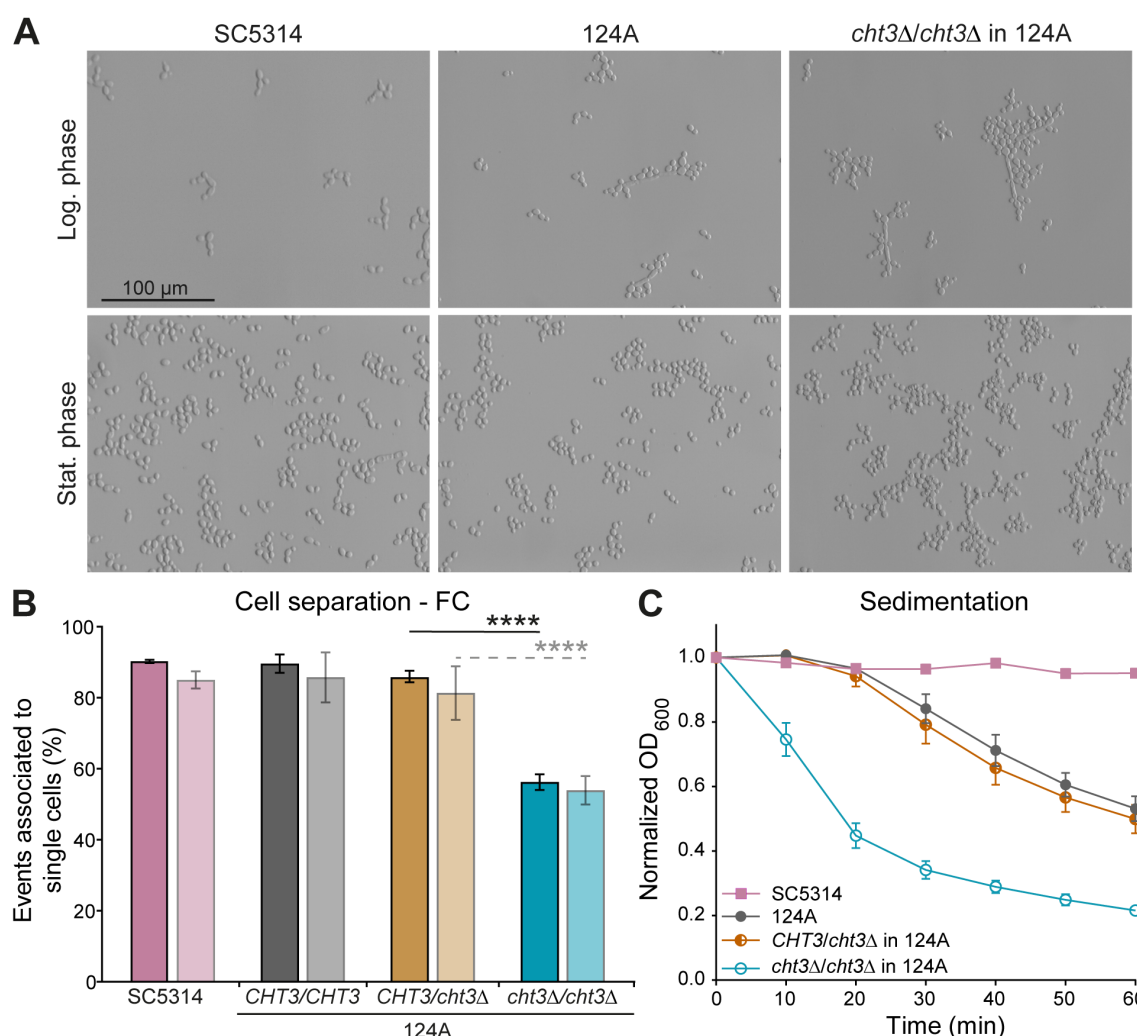 A
SC5314
124A
cht3Δ/cht3Δ in 124A
Log. phase
100 µm
Stat. phase
B
Cell separation - FC
Events associated to
single cells (%)
100
80
60
40
20
0
****
****
SC5314
CHT3/CHT3
CHT3/cht3Δ
cht3Δ/cht3Δ
124A
C
Sedimentation
Normalized OD600
1.0
0.8
0.6
0.4
0.2
0.0
SC5314
124A
CHT3/cht3Δ in 124A
cht3Δ/cht3Δ in 124A
0
10
20
30
40
50
Time (min)